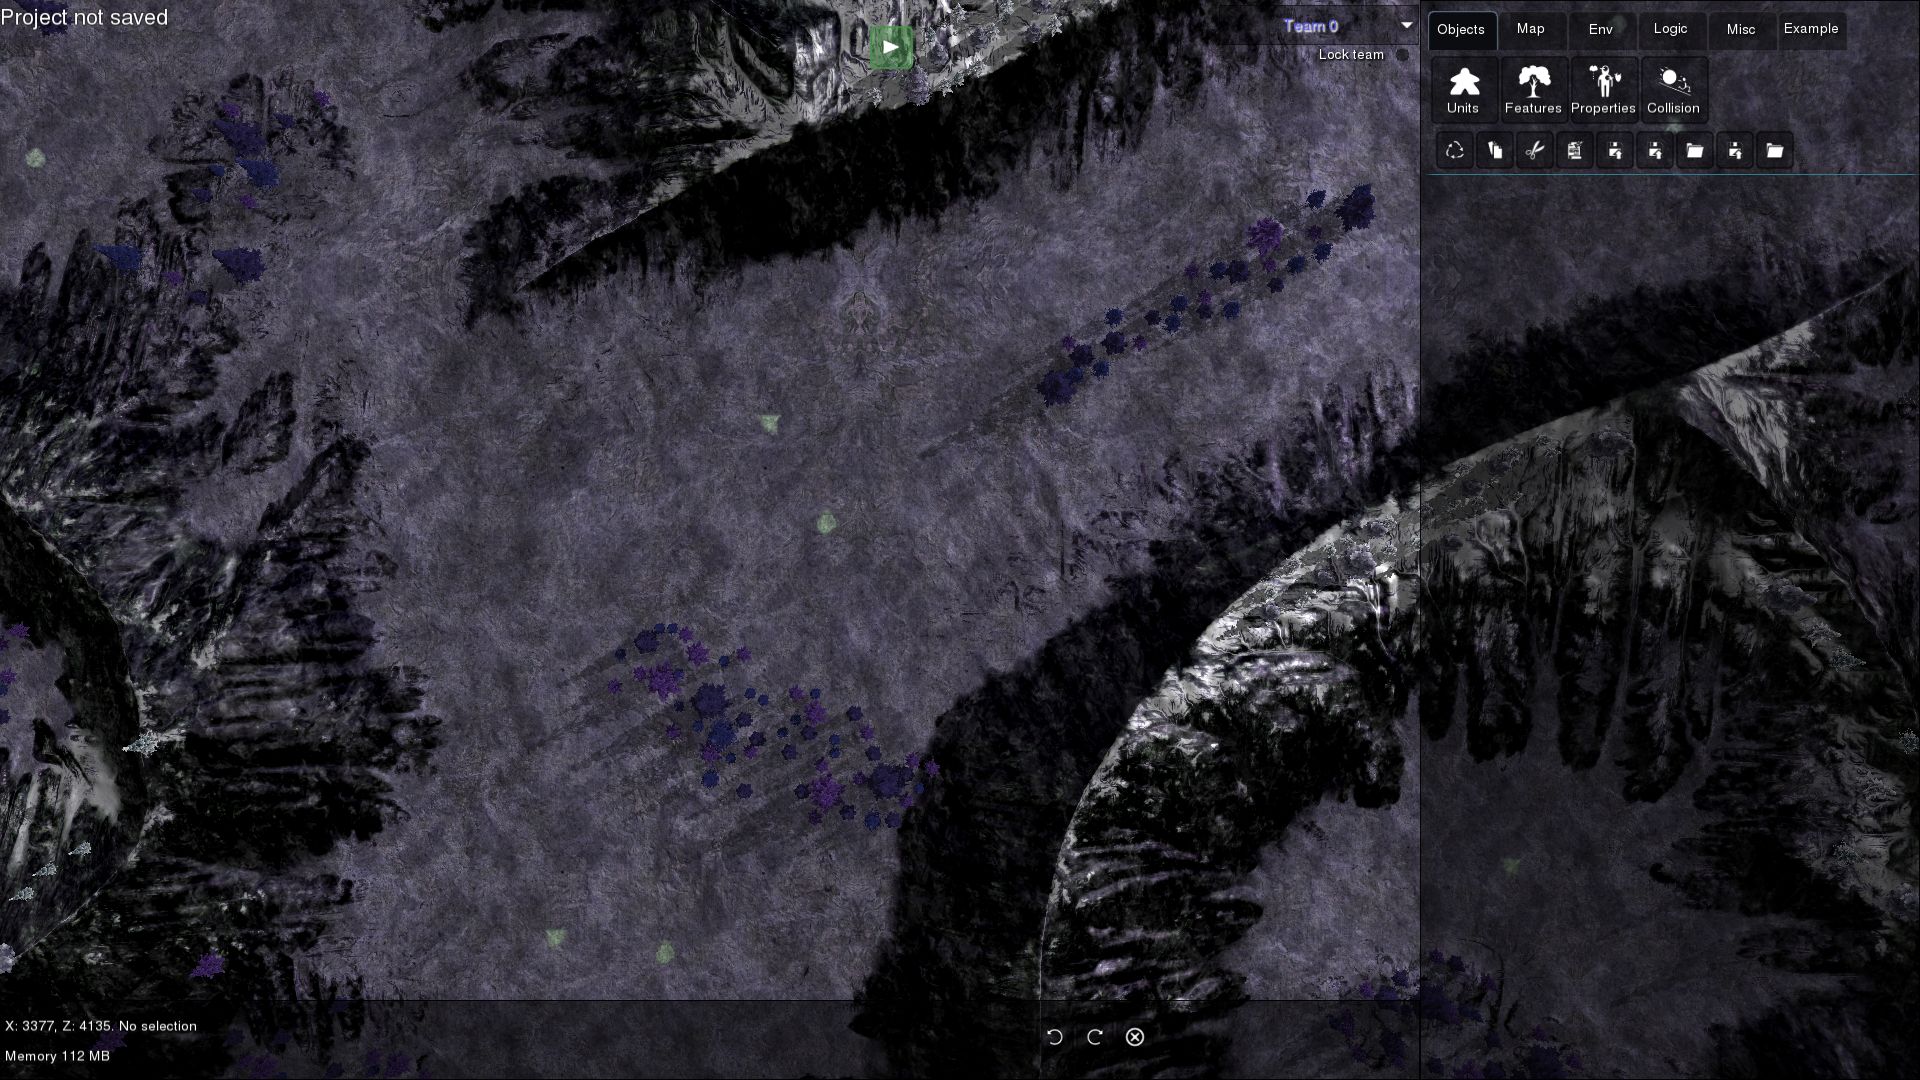 Project not saved
Team 0
Lock team
Objects
Map
Env
Logic
Misc
Example
Units
Features
Properties
Collision
X: 3377, Z: 4135. No selection
Memory 112 MB